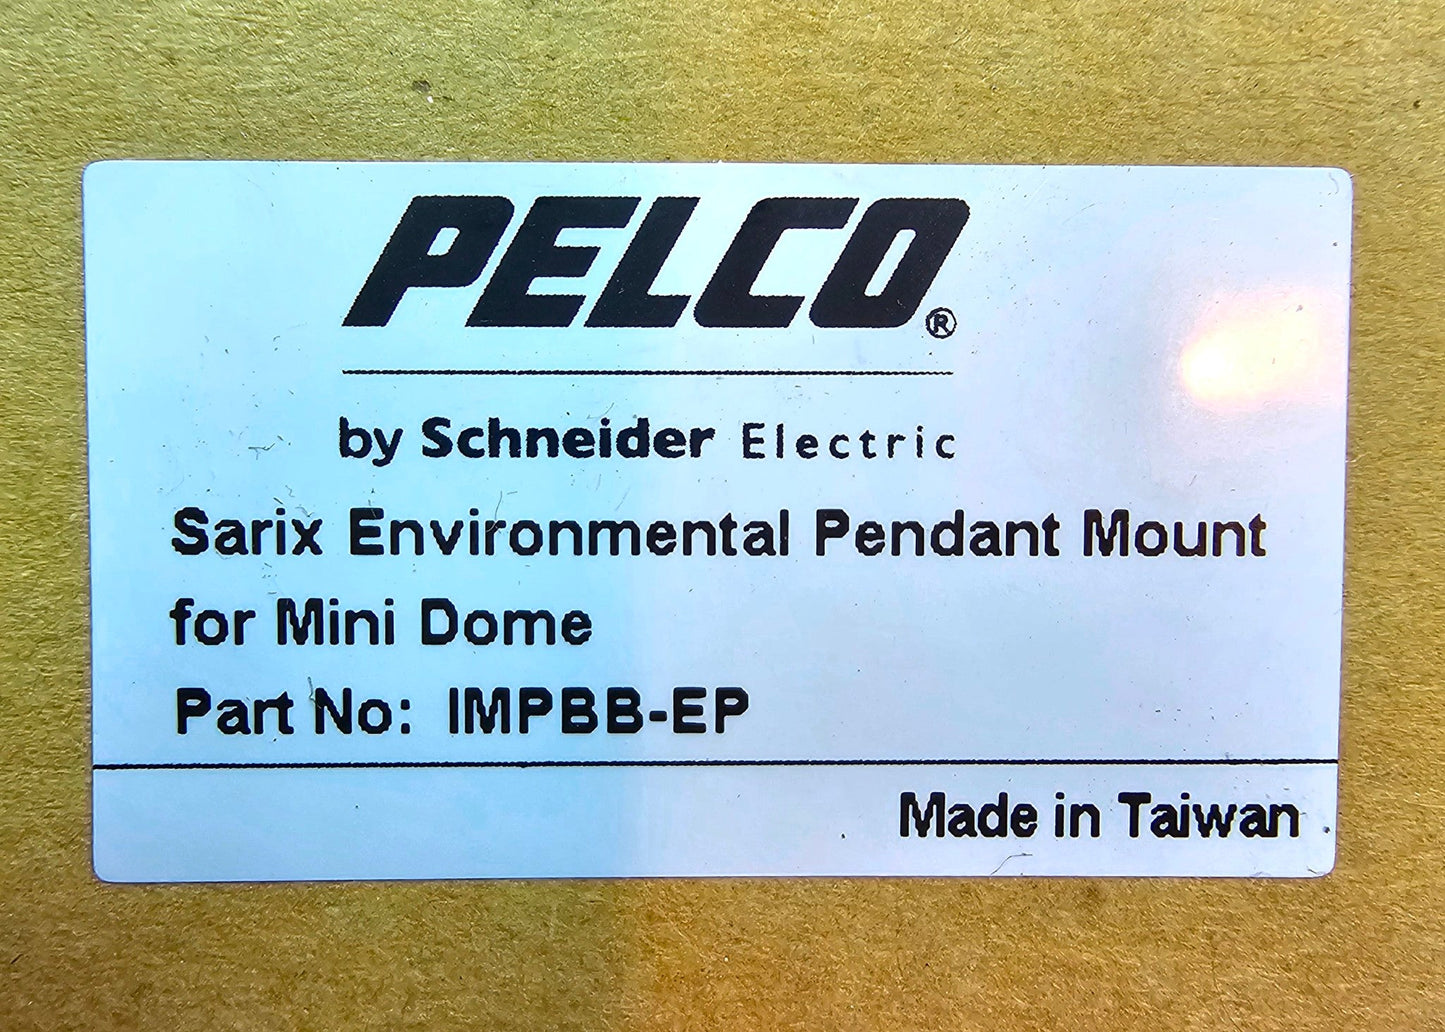 PELCO®
by Schneider Electric
Sarix Environmental Pendant Mount
for Mini Dome
Part No: IMPBB-EP
Made in Taiwan